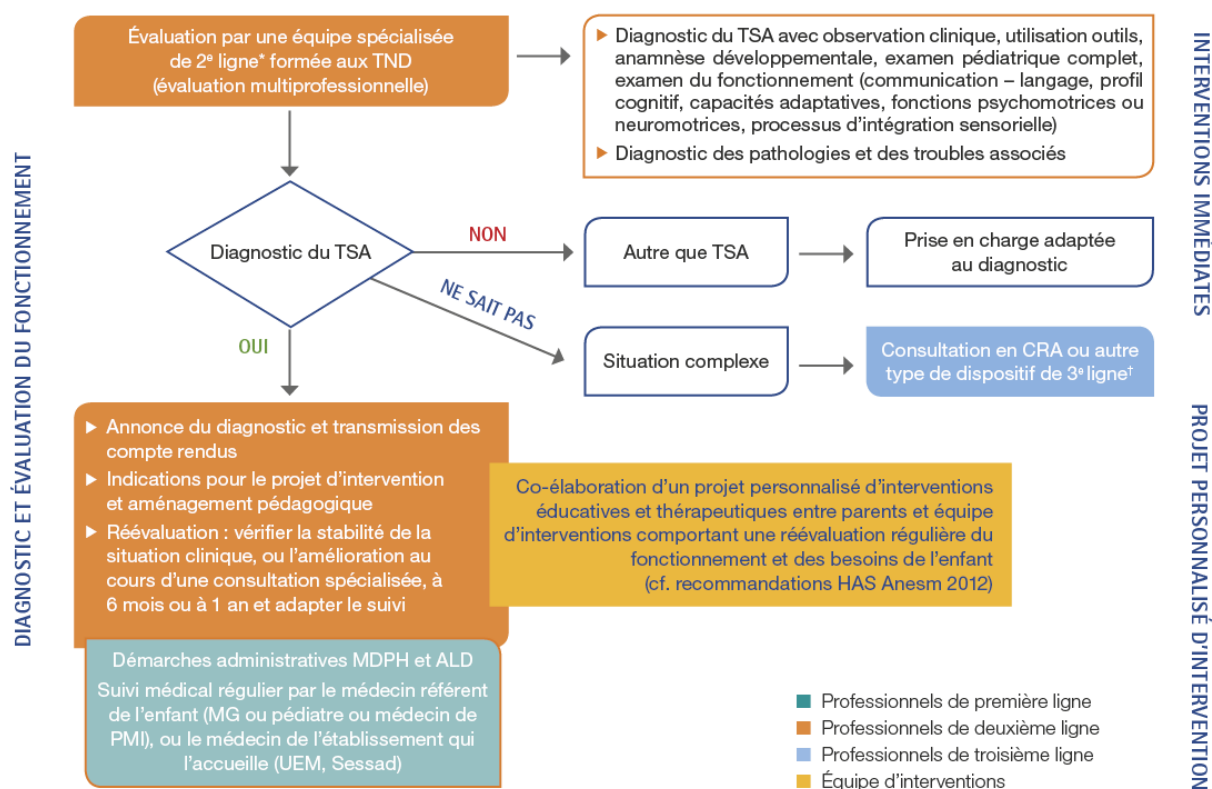 DIAGNOSTIC ET ÉVALUATION DU FONCTIONNEMENT
Évaluation par une équipe spécialisée
de 2e ligne* formée aux TND
(évaluation multiprofessionnelle)
▶ Diagnostic du TSA avec observation clinique, utilisation outils,
anamnèse développementale, examen pédiatrique complet,
examen du fonctionnement (communication – langage, profil
cognitif, capacités adaptatives, fonctions psychomotrices ou
neuromotrices, processus d'intégration sensorielle)
▶ Diagnostic des pathologies et des troubles associés
INTERVENTIONS IMMÉDIATES
Diagnostic du TSA
NON
Autre que TSA
Prise en charge adaptée
au diagnostic
NE SAIT PAS
Situation complexe
Consultation en CRA ou autre
type de dispositif de 3e ligne†
OUI
▶ Annonce du diagnostic et transmission des
compte rendus
▶ Indications pour le projet d'intervention
et aménagement pédagogique
▶ Réévaluation : vérifier la stabilité de la
situation clinique, ou l'amélioration au
cours d'une consultation spécialisée, à
6 mois ou à 1 an et adapter le suivi
Co-élaboration d'un projet personnalisé d'interventions
éducatives et thérapeutiques entre parents et équipe
d'interventions comportant une réévaluation régulière du
fonctionnement et des besoins de l'enfant
(cf. recommandations HAS Anesm 2012)
PROJET PERSONNALISÉ D'INTERVENTION
Démarches administratives MDPH et ALD
Suivi médical régulier par le médecin référent
de l'enfant (MG ou pédiatre ou médecin de
PMI), ou le médecin de l'établissement qui
l'accueille (UEM, Sessad)
Professionnels de première ligne
Professionnels de deuxième ligne
Professionnels de troisième ligne
Équipe d'interventions